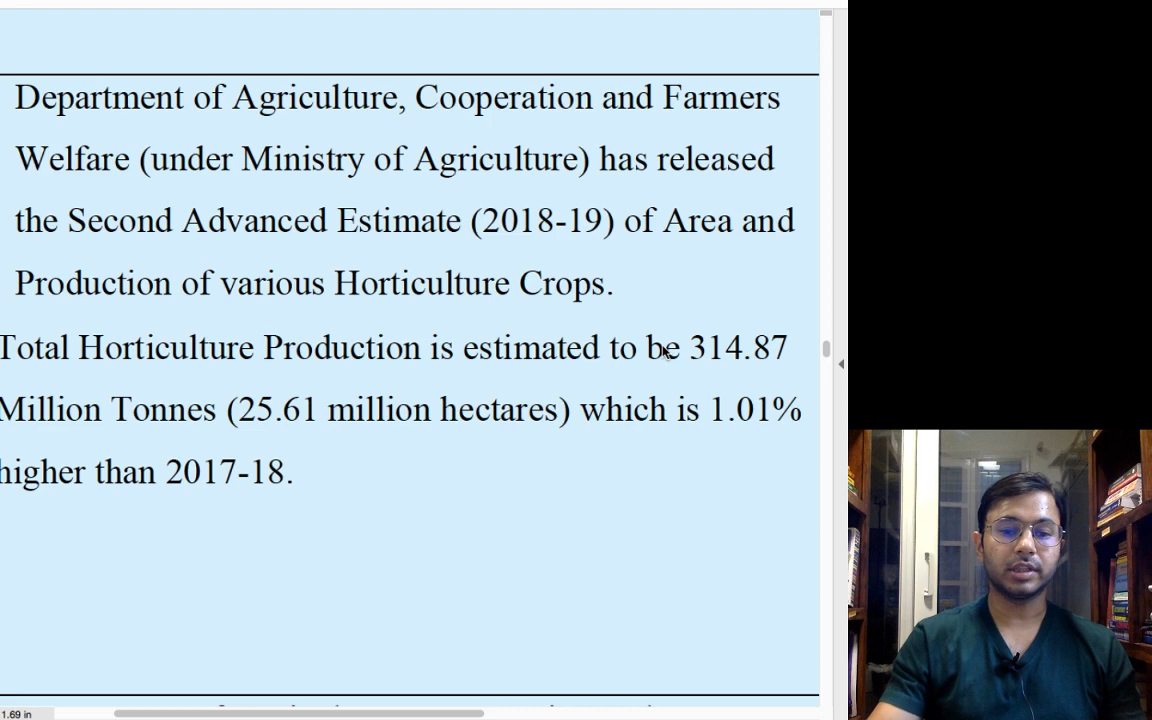 Department of Agriculture, Cooperation and Farmers
Welfare (under Ministry of Agriculture) has released
the Second Advanced Estimate (2018-19) of Area and
Production of various Horticulture Crops.
Total Horticulture Production is estimated to be 314.87
Million Tonnes (25.61 million hectares) which is 1.01%
higher than 2017-18.
1.69 in